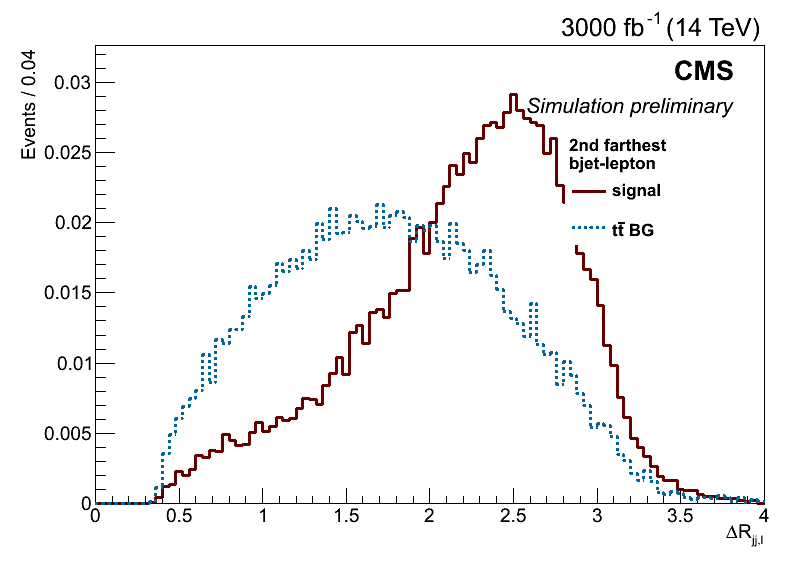 3000 fb-1 (14 TeV)
CMS
Simulation preliminary
2nd farthest
bjet-lepton
signal
tt̅ BG
Events / 0.04
0.03
0.025
0.02
0.015
0.01
0.005
0
0 0.5 1 1.5 2 2.5 3 3.5 4
ΔRjj,l